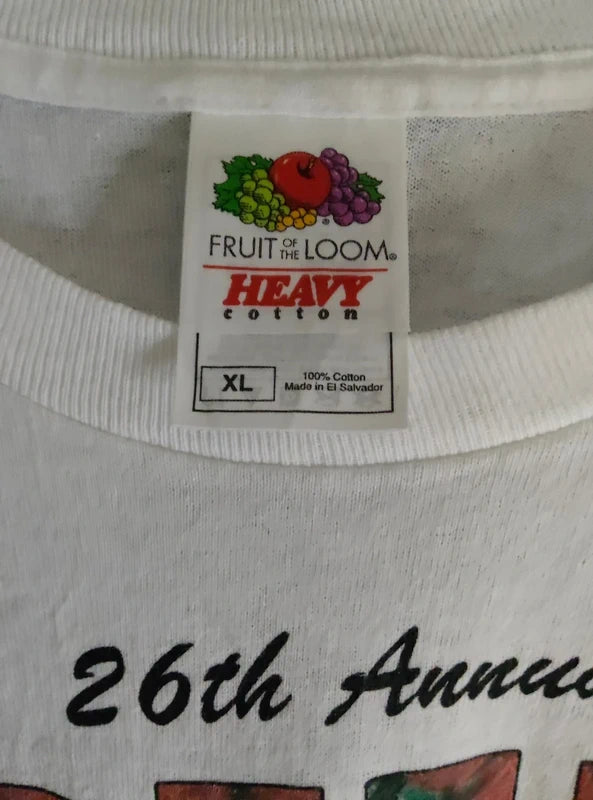 FRUIT OF THE LOOM®
HEAVY
cotton
XL
100% Cotton
Made in El Salvador
26th